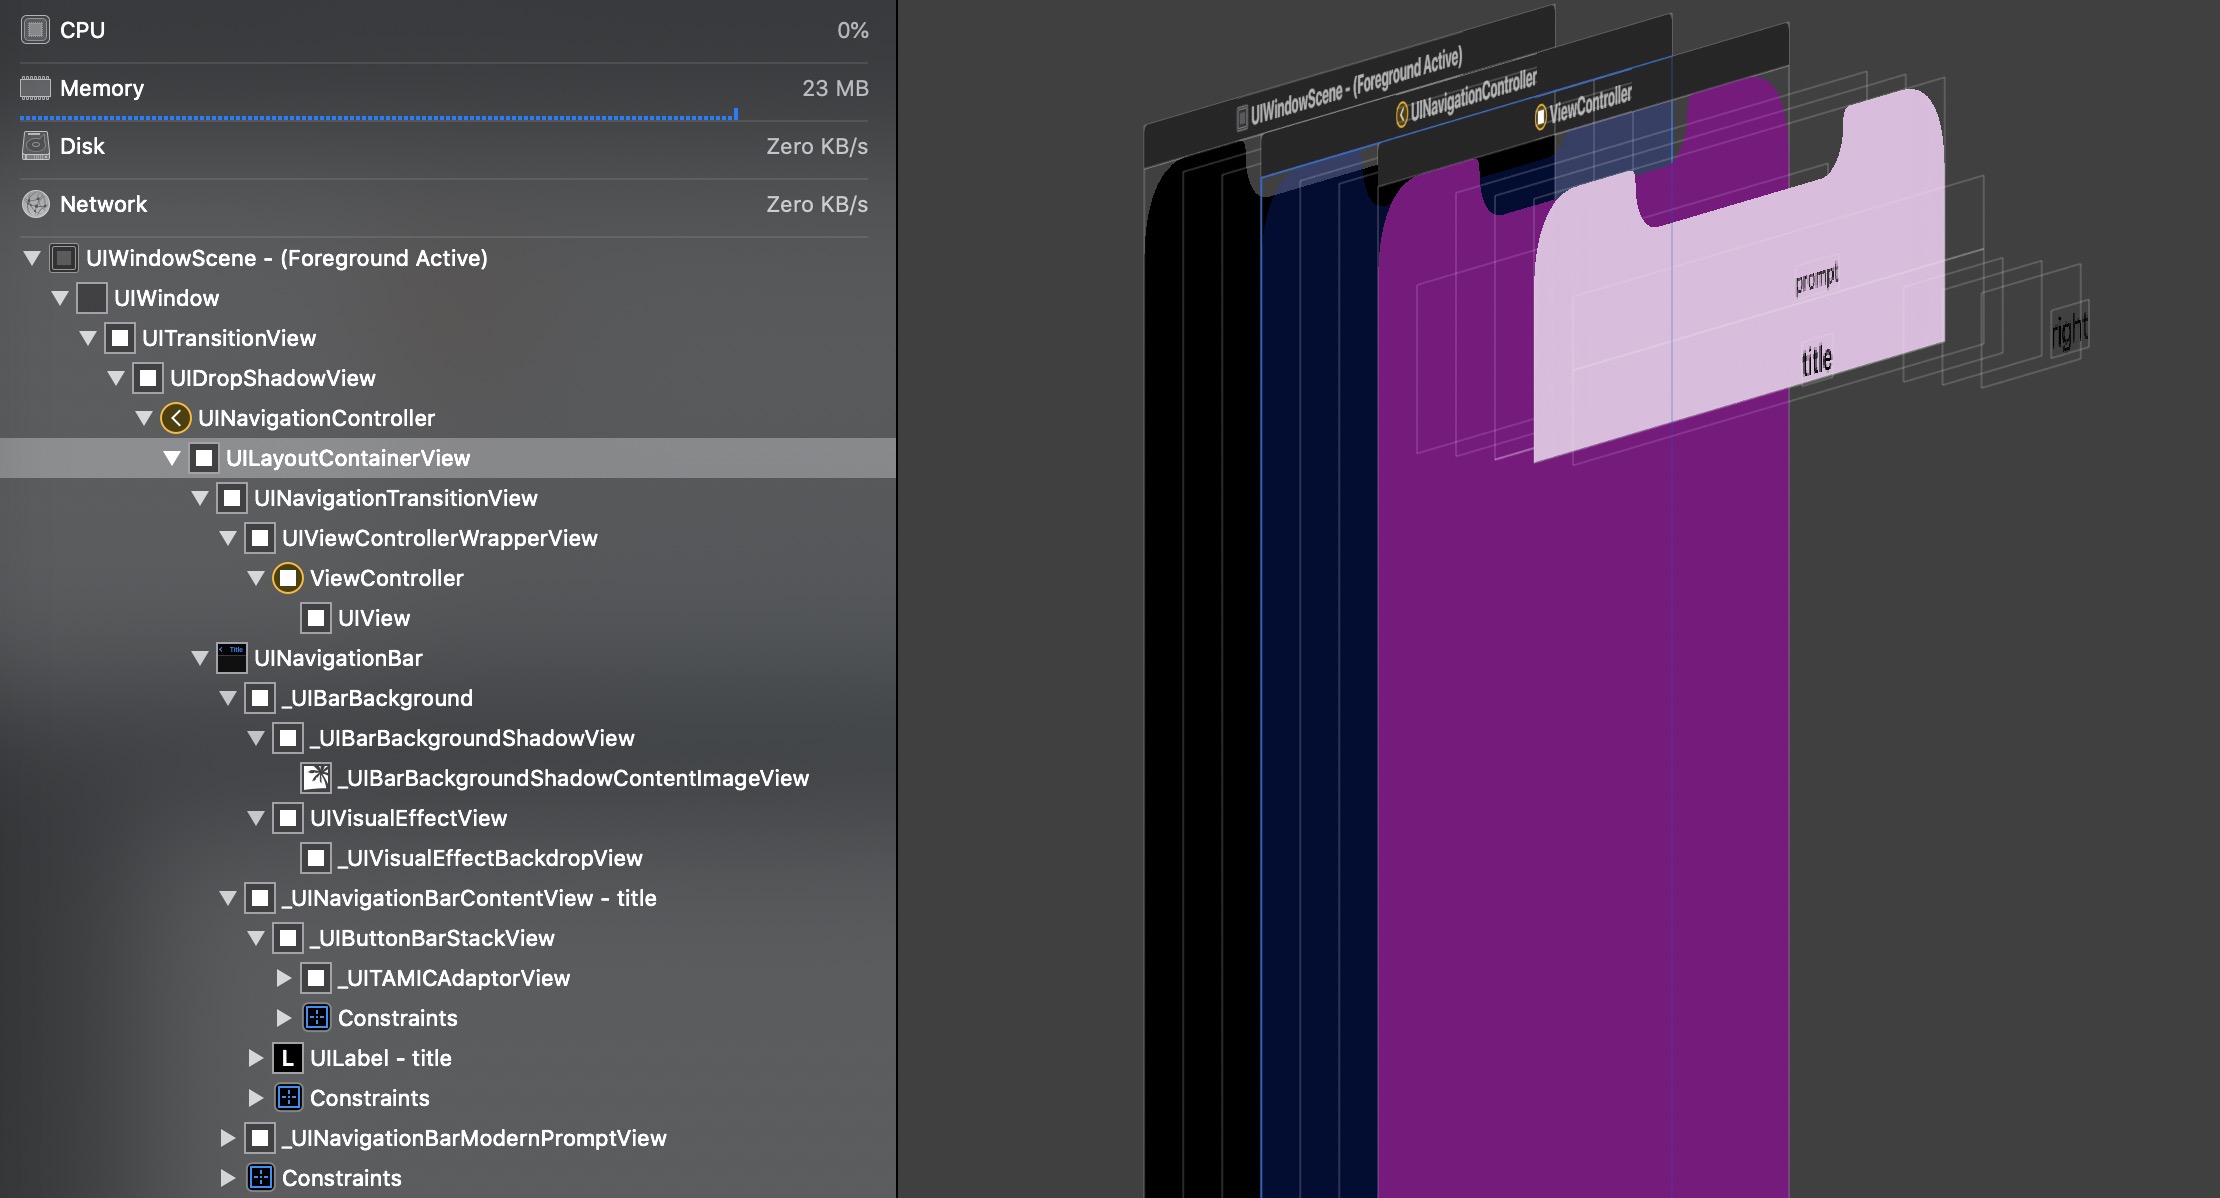 CPU 0%
Memory 23 MB
Disk Zero KB/s
Network Zero KB/s
UIWindowScene - (Foreground Active)
UIWindow
UITransitionView
UIDropShadowView
UINavigationController
UILayoutContainerView
UINavigationTransitionView
UIViewControllerWrapperView
ViewController
UIView
UINavigationBar
_UIBarBackground
_UIBarBackgroundShadowView
_UIBarBackgroundShadowContentImageView
UIVisualEffectView
_UIVisualEffectBackdropView
_UINavigationBarContentView - title
_UIButtonBarStackView
_UITAMICAdaptorView
Constraints
L UILabel - title
Constraints
_UINavigationBarModernPromptView
Constraints
UIWindowScene - (Foreground Active)
UINavigationController
ViewController
prompt
title
right